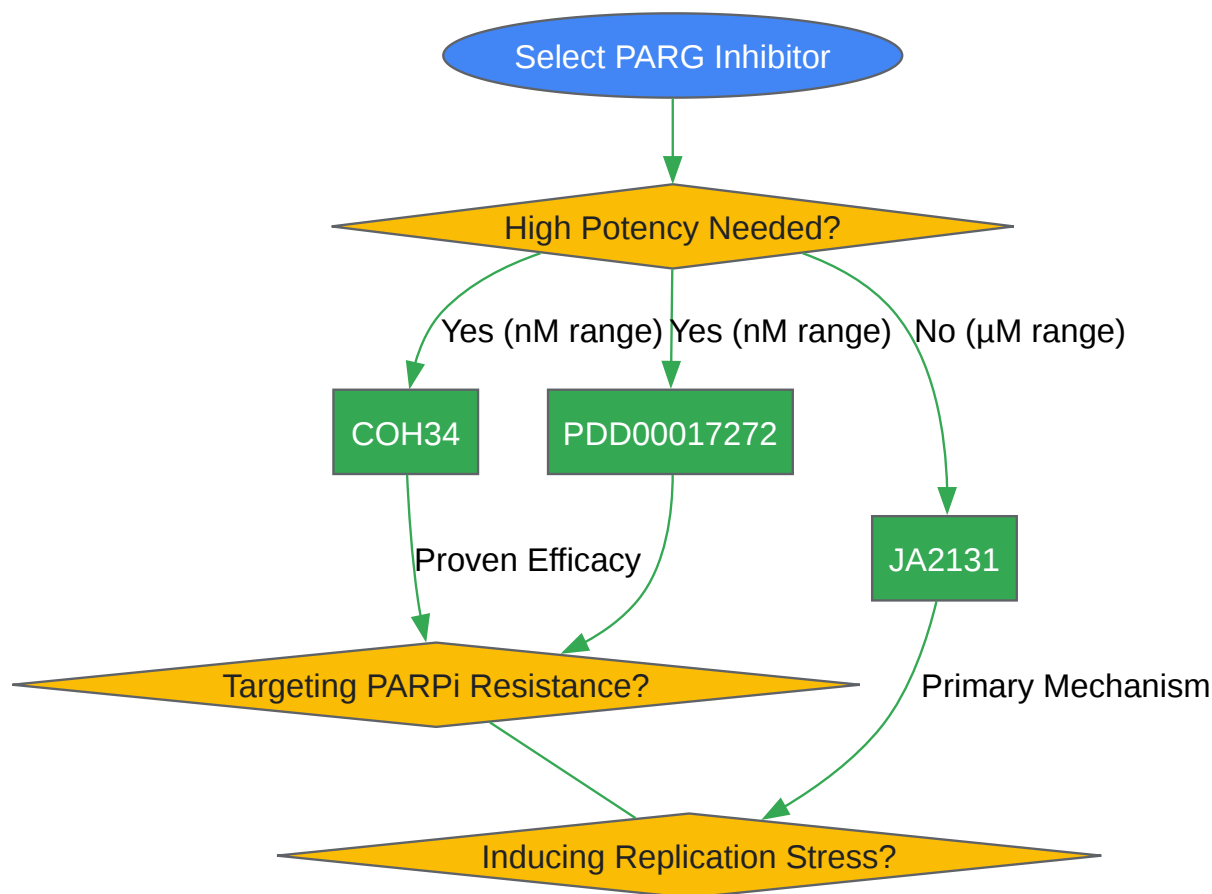 Select PARG Inhibitor
High Potency Needed?
Yes (nM range)
Yes (nM range)
No (µM range)
COH34
PDD00017272
JA2131
Proven Efficacy
Targeting PARPi Resistance?
Primary Mechanism
Inducing Replication Stress?